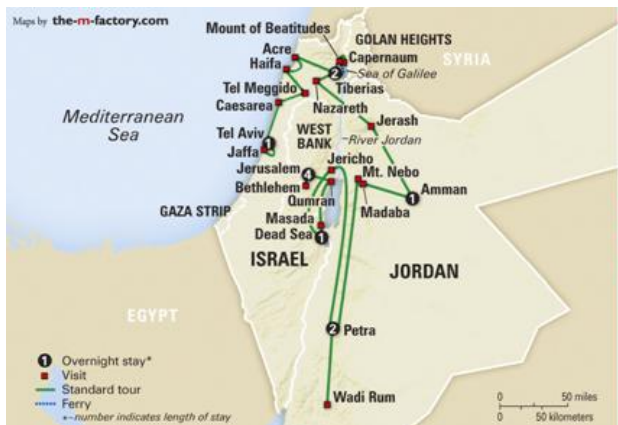 Maps by the-m-factory.com
Mount of Beatitudes
GOLAN HEIGHTS
Acre
Capernaum
SYRIA
Haifa
Sea of Galilee
2
Tiberias
Tel Meggido
Nazareth
Caesarea
Mediterranean
Sea
Jerash
WEST
BANK
River Jordan
Tel Aviv
1
Jaffa
Jericho
Jerusalem
4
Mt. Nebo
Amman
1
Bethlehem
Qumran
Madaba
GAZA STRIP
Masada
Dead Sea
1
ISRAEL
JORDAN
EGYPT
2
Petra
1 Overnight stay*
Visit
Standard tour
Ferry
*-number indicates length of stay
Wadi Rum
0 50 miles
0 50 kilometers